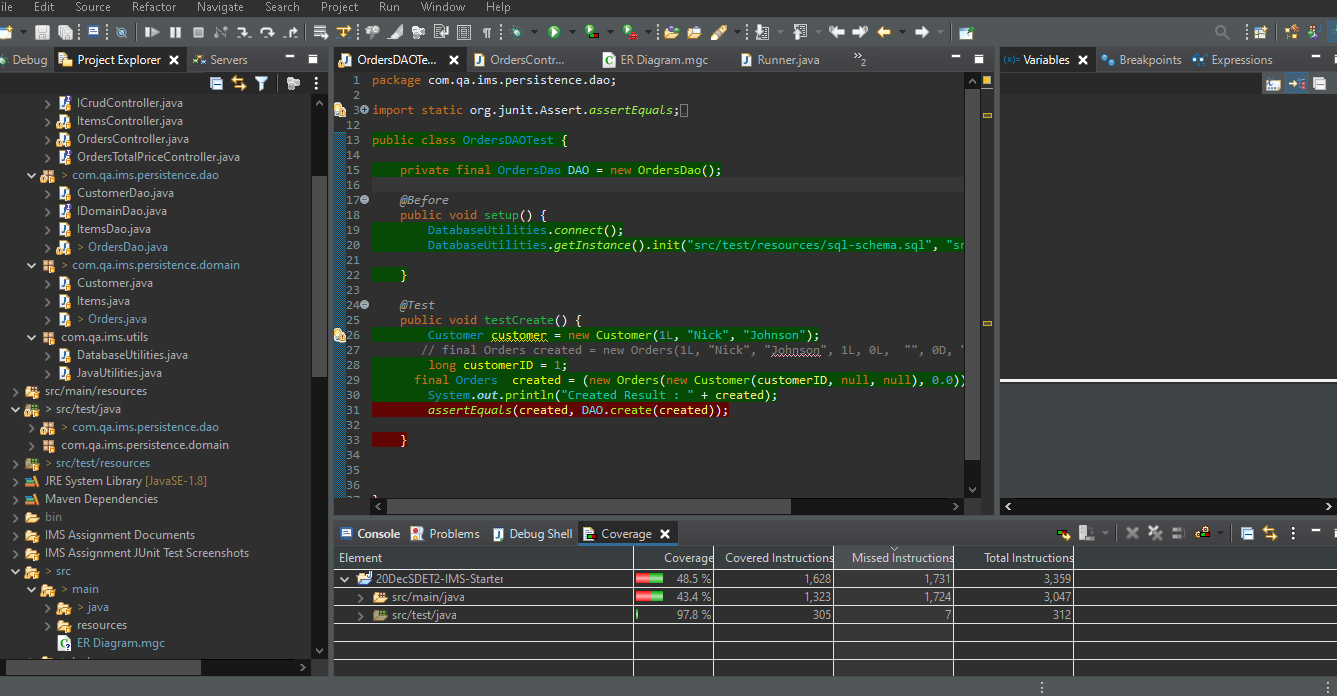 Edit Source Refactor Navigate Search Project Run Window Help
Debug Project Explorer Servers
ICrudController.java
ItemsController.java
OrdersController.java
OrdersTotalPriceController.java
> com.qa.ims.persistence.dao
CustomerDao.java
IDomainDao.java
ItemsDao.java
> OrdersDao.java
> com.qa.ims.persistence.domain
Customer.java
Items.java
> Orders.java
com.qa.ims.utils
DatabaseUtilities.java
JavaUtilities.java
src/main/resources
> src/test/java
> com.qa.ims.persistence.dao
com.qa.ims.persistence.domain
> src/test/resources
JRE System Library [JavaSE-1.8]
Maven Dependencies
bin
IMS Assignment Documents
IMS Assignment JUnit Test Screenshots
> src
> main
> java
resources
ER Diagram.mgc
OrdersDAOTe... OrdersContr... ER Diagram.mgc Runner.java »2
1 package com.qa.ims.persistence.dao;
2
3 import static org.junit.Assert.assertEquals;
12
13 public class OrdersDAOTest {
14
15 private final OrdersDao DAO = new OrdersDao();
16
17 @Before
18 public void setup() {
19 DatabaseUtilities.connect();
20 DatabaseUtilities.getInstance().init("src/test/resources/sql-schema.sql", "sr
21
22 }
23
24 @Test
25 public void testCreate() {
26 Customer customer = new Customer(1L, "Nick", "Johnson");
27 // final Orders created = new Orders(1L, "Nick", "Johnson", 1L, 0L, "", 0D, "
28 long customerID = 1;
29 final Orders created = (new Orders(new Customer(customerID, null, null), 0.0))
30 System.out.println("Created Result : " + created);
31 assertEquals(created, DAO.create(created));
32
33 }
34
35
36
Variables Breakpoints Expressions
Console Problems Debug Shell Coverage
Element Coverage Covered Instructions Missed Instructions Total Instructions
20DecSDET2-IMS-Starter 48.5 % 1,628 1,731 3,359
src/main/java 43.4 % 1,323 1,724 3,047
src/test/java 97.8 % 305 7 312